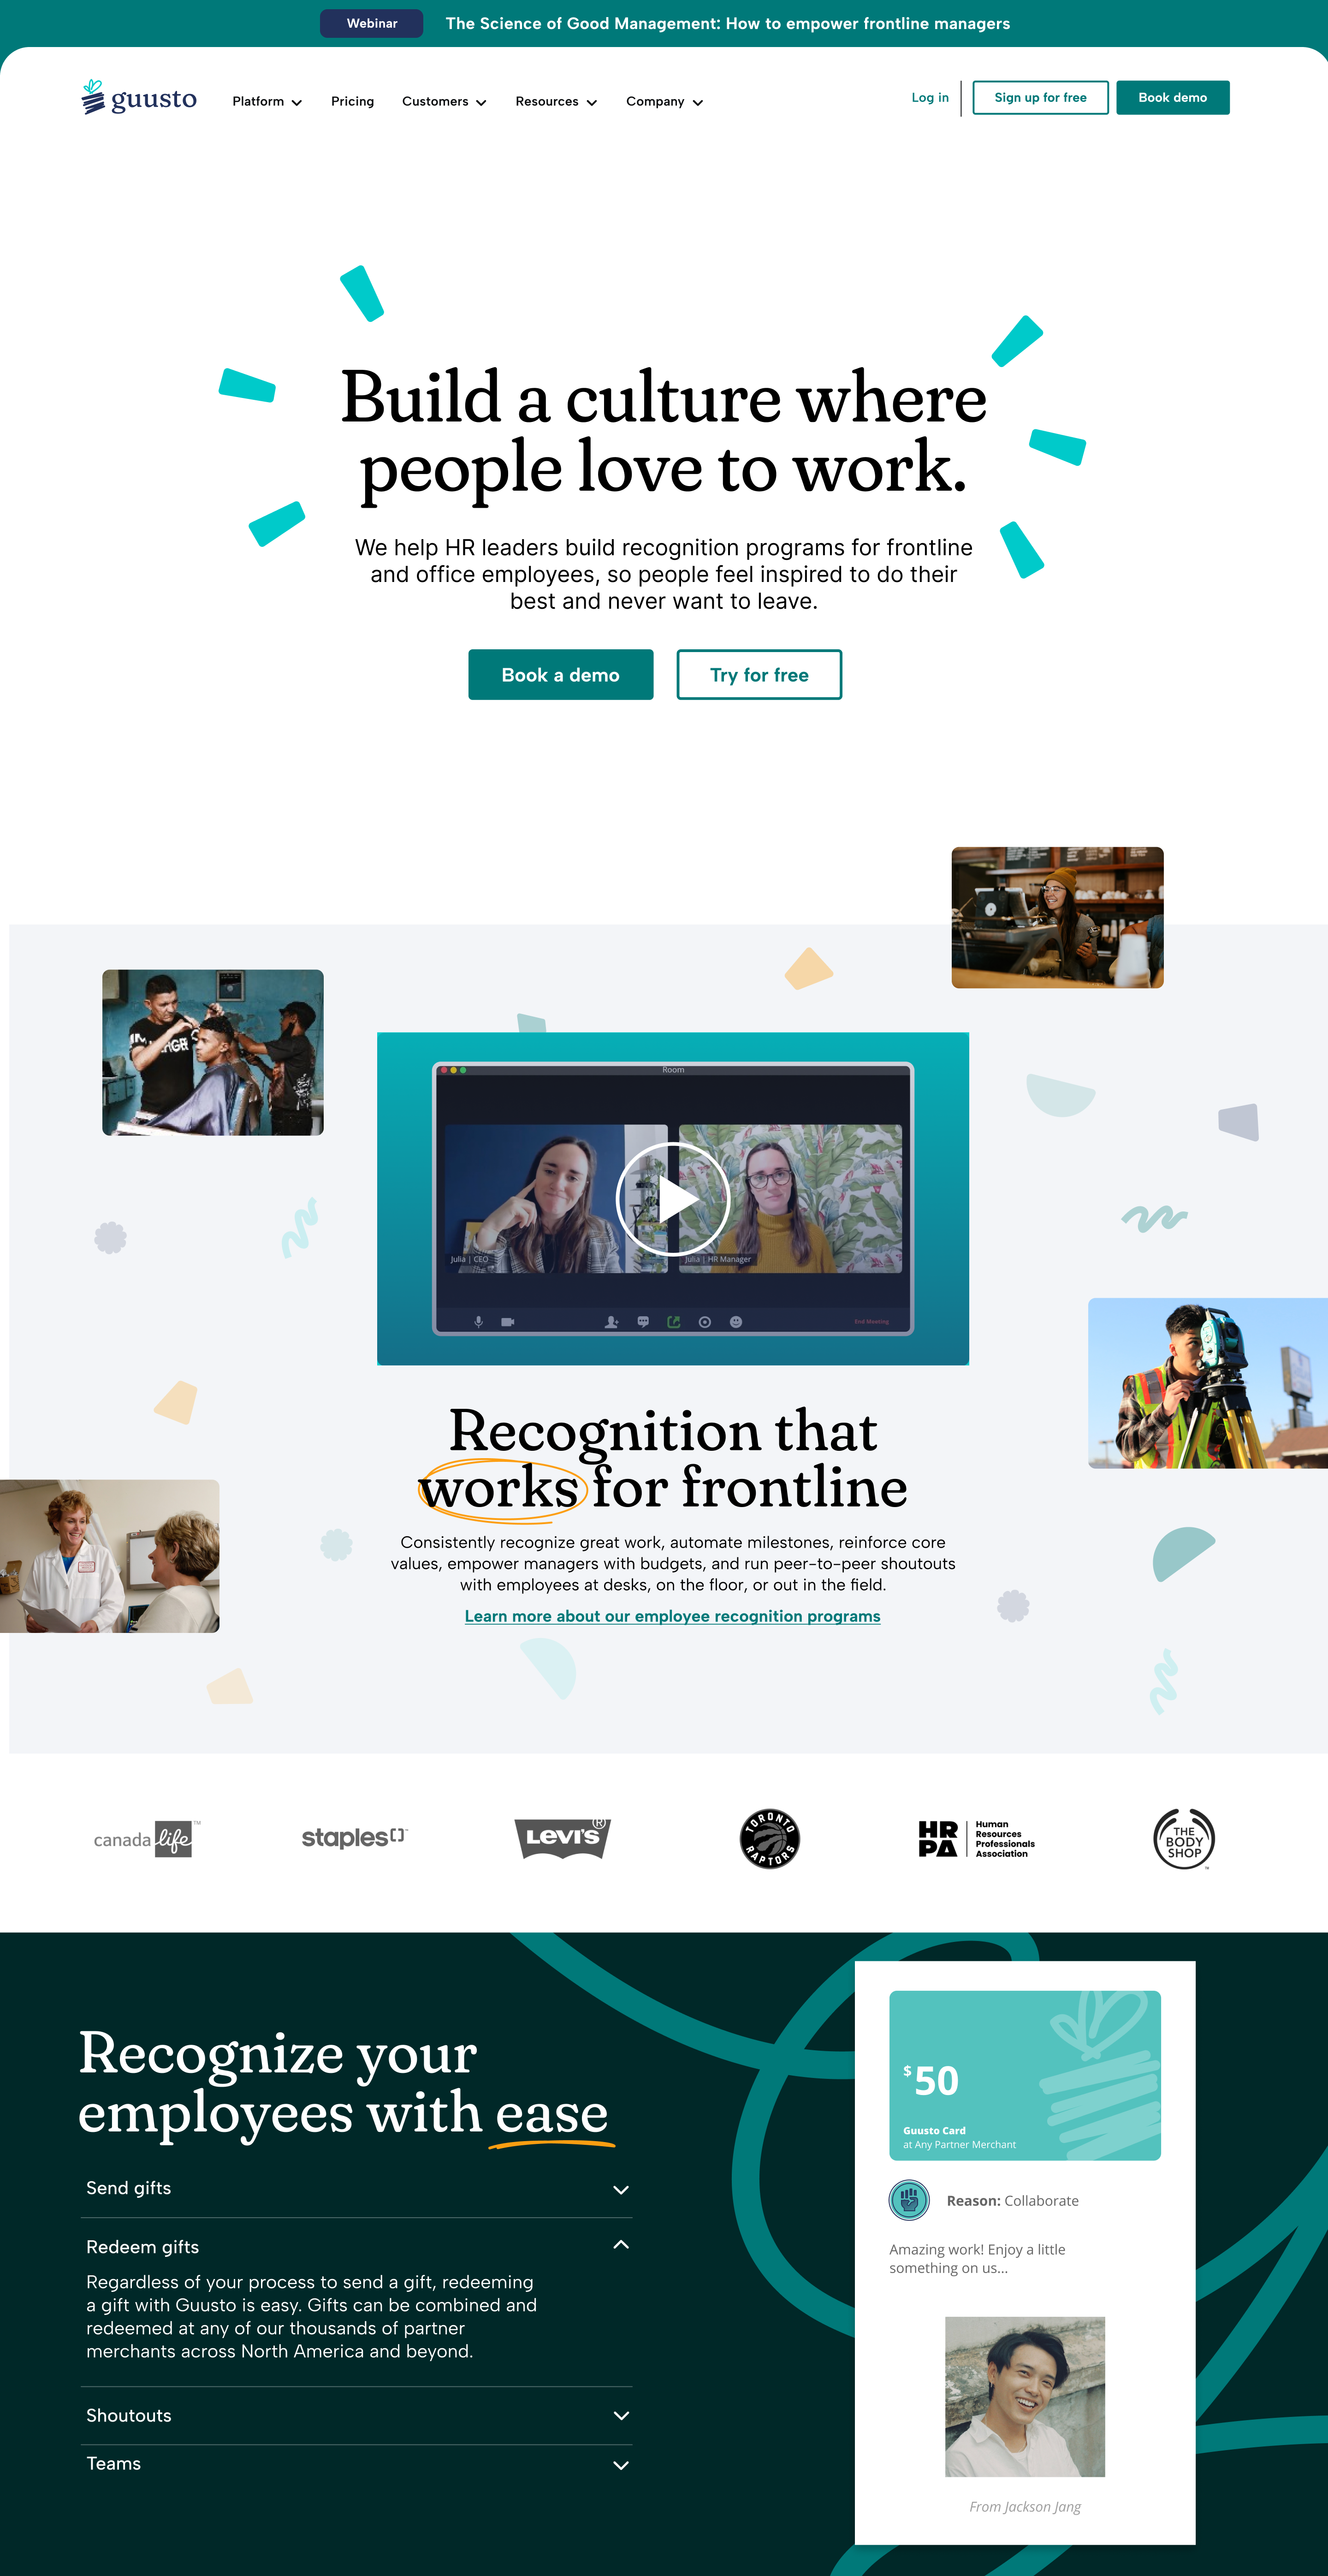 Webinar
The Science of Good Management: How to empower frontline managers
guusto
Platform
Pricing
Customers
Resources
Company
Log in
Sign up for free
Book demo
Build a culture where
people love to work.
We help HR leaders build recognition programs for frontline
and office employees, so people feel inspired to do their
best and never want to leave.
Book a demo
Try for free
Room
Julia | CEO
Julia | HR Manager
End Meeting
Recognition that
works for frontline
Consistently recognize great work, automate milestones, reinforce core
values, empower managers with budgets, and run peer-to-peer shoutouts
with employees at desks, on the floor, or out in the field.
Learn more about our employee recognition programs
canada life™
staples™
LEVI'S®
TORONTO
RAPTORS
HR
PA
Human
Resources
Professionals
Association
THE
BODY
SHOP™
Recognize your
employees with ease
Send gifts
Redeem gifts
Regardless of your process to send a gift, redeeming
a gift with Guusto is easy. Gifts can be combined and
redeemed at any of our thousands of partner
merchants across North America and beyond.
Shoutouts
Teams
$50
Guusto Card
at Any Partner Merchant
Reason: Collaborate
Amazing work! Enjoy a little
something on us...
From Jackson Jang